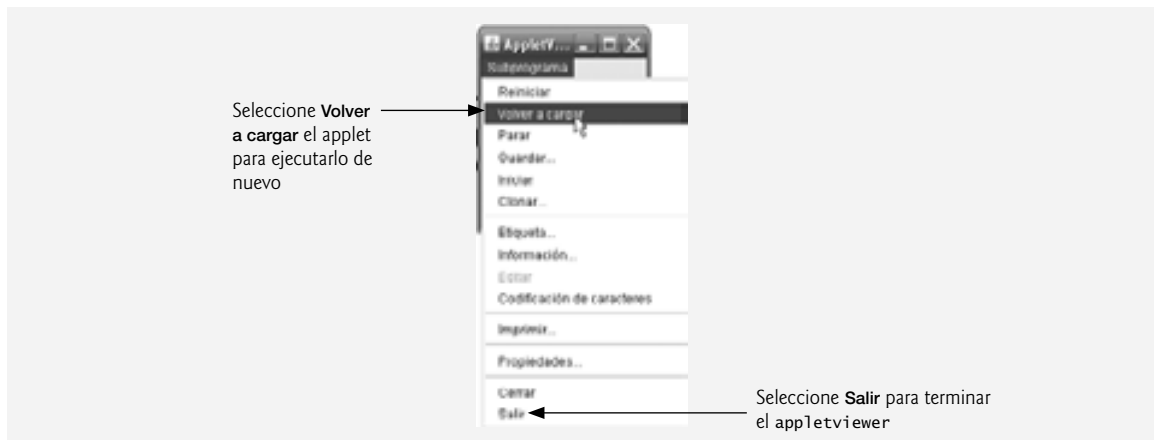 AppletV...
Subprograma
Reiniciar
Seleccione Volver
a cargar el applet
para ejecutarlo de
nuevo
Volver a cargar
Parar
Guardar...
Iniciar
Clonar...
Etiqueta...
Información...
Editar
Codificación de caracteres
Imprimir...
Propiedades...
Cerrar
Salir
Seleccione Salir para terminar
el appletviewer